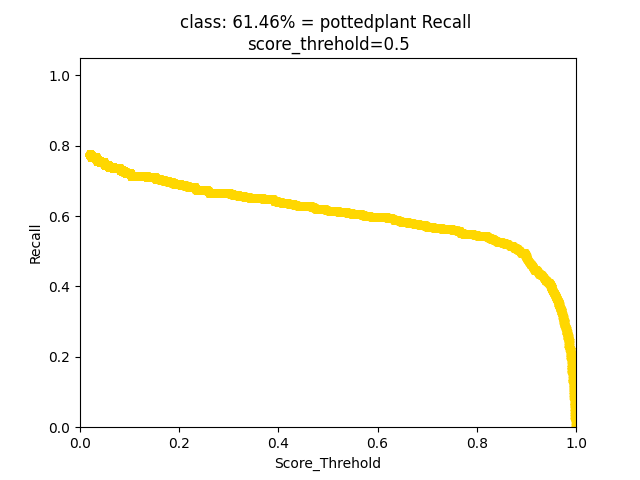 class: 61.46% = pottedplant Recall
score_threhold=0.5
1.0
0.8
0.6
0.4
0.2
0.0
Recall
0.0 0.2 0.4 0.6 0.8 1.0
Score_Threhold